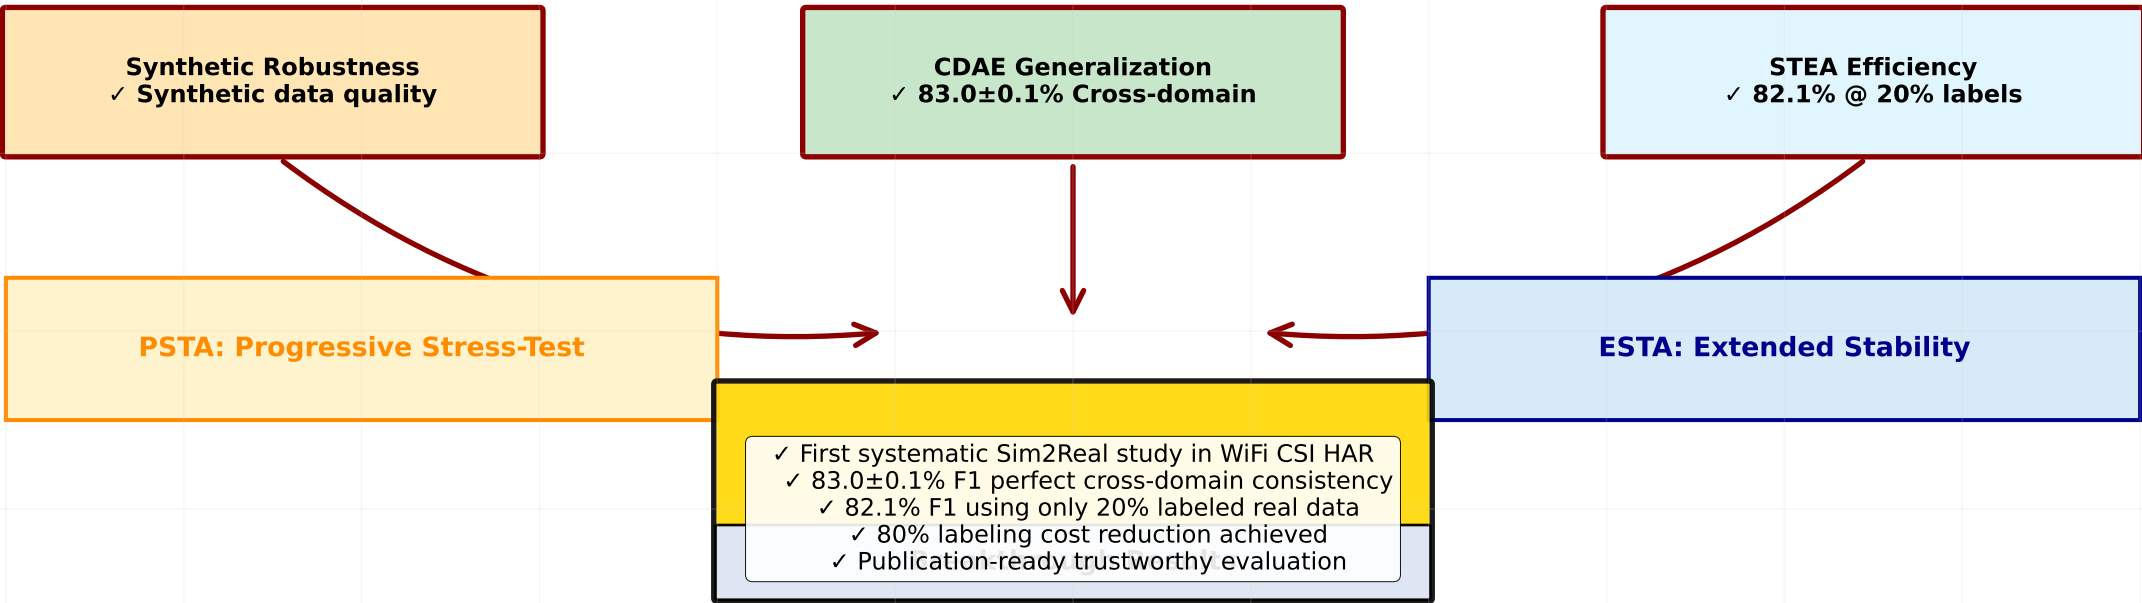 Synthetic Robustness
✓ Synthetic data quality
CDAE Generalization
✓ 83.0±0.1% Cross-domain
STEA Efficiency
✓ 82.1% @ 20% labels
PSTA: Progressive Stress-Test
ESTA: Extended Stability
✓ First systematic Sim2Real study in WiFi CSI HAR
✓ 83.0±0.1% F1 perfect cross-domain consistency
✓ 82.1% F1 using only 20% labeled real data
✓ 80% labeling cost reduction achieved
✓ Publication-ready trustworthy evaluation